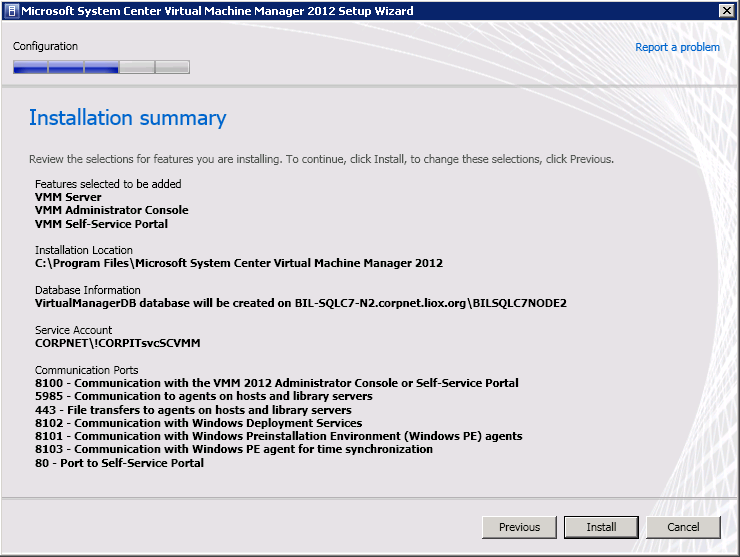 Microsoft System Center Virtual Machine Manager 2012 Setup Wizard
Configuration
Report a problem
Installation summary
Review the selections for features you are installing. To continue, click Install, to change these selections, click Previous.
Features selected to be added
VMM Server
VMM Administrator Console
VMM Self-Service Portal
Installation Location
C:\Program Files\Microsoft System Center Virtual Machine Manager 2012
Database Information
VirtualManagerDB database will be created on BIL-SQLC7-N2.corpnet.liox.org\BILSQLC7NODE2
Service Account
CORPNET\!CORPITsvcSCVMM
Communication Ports
8100 - Communication with the VMM 2012 Administrator Console or Self-Service Portal
5985 - Communication to agents on hosts and library servers
443 - File transfers to agents on hosts and library servers
8102 - Communication with Windows Deployment Services
8101 - Communication with Windows Preinstallation Environment (Windows PE) agents
8103 - Communication with Windows PE agent for time synchronization
80 - Port to Self-Service Portal
Previous
Install
Cancel